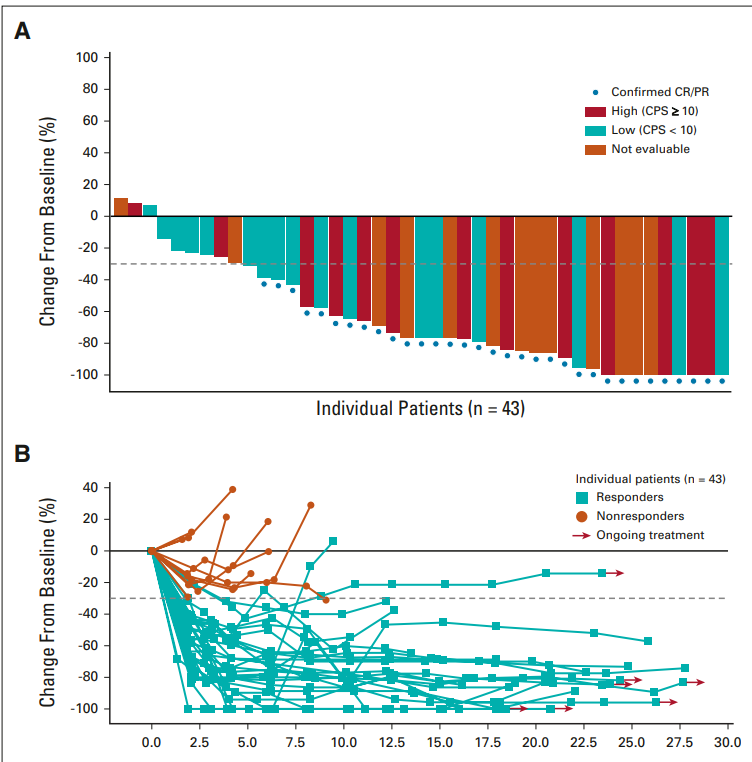 A
Change From Baseline (%)
100
80
60
40
20
0
-20
-40
-60
-80
-100
Confirmed CR/PR
High (CPS ≥ 10)
Low (CPS < 10)
Not evaluable
Individual Patients (n = 43)
B
Change From Baseline (%)
40
20
0
-20
-40
-60
-80
-100
Individual patients (n = 43)
Responders
Nonresponders
Ongoing treatment
0.0 2.5 5.0 7.5 10.0 12.5 15.0 17.5 20.0 22.5 25.0 27.5 30.0